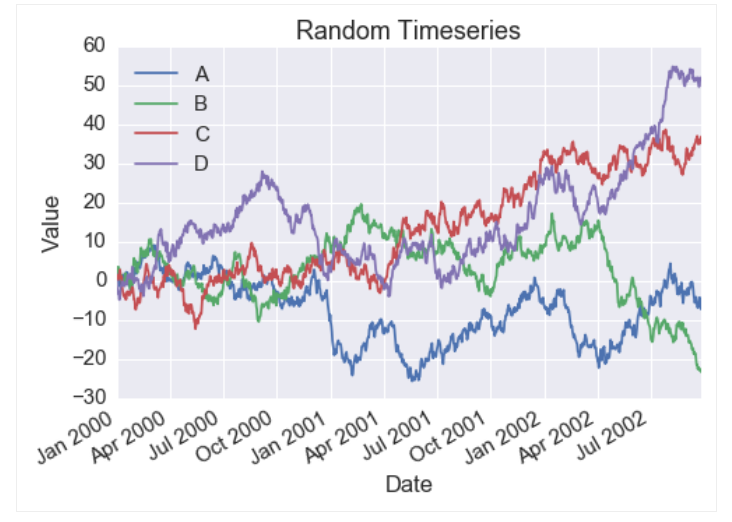 Random Timeseries
60
50
40
30
20
10
0
−10
−20
−30
Value
A
B
C
D
Jan 2000
Apr 2000
Jul 2000
Oct 2000
Jan 2001
Apr 2001
Jul 2001
Oct 2001
Jan 2002
Apr 2002
Jul 2002
Date